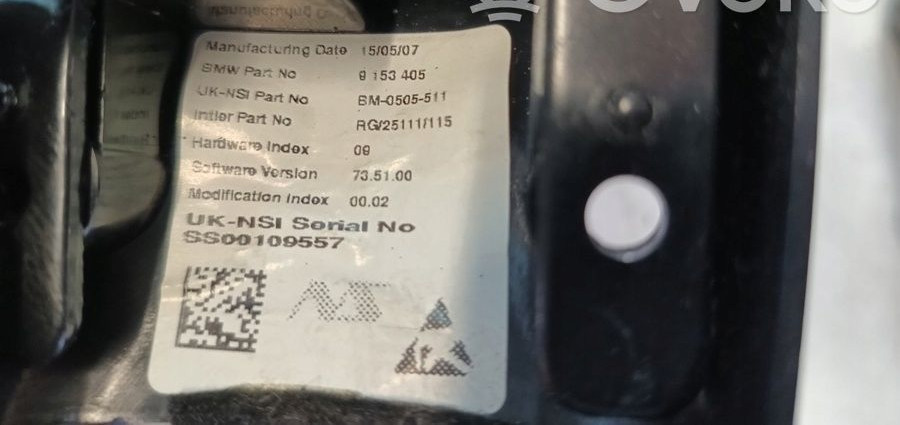 Manufacturing Date 15/05/07
BMW Part No 9 153 405
UK-NSI Part No BM-0505-511
Intier Part No RG/25111/115
Hardware Index 09
Software Version 73.51.00
Modification Index 00.02
UK-NSI Serial No
SS00109557